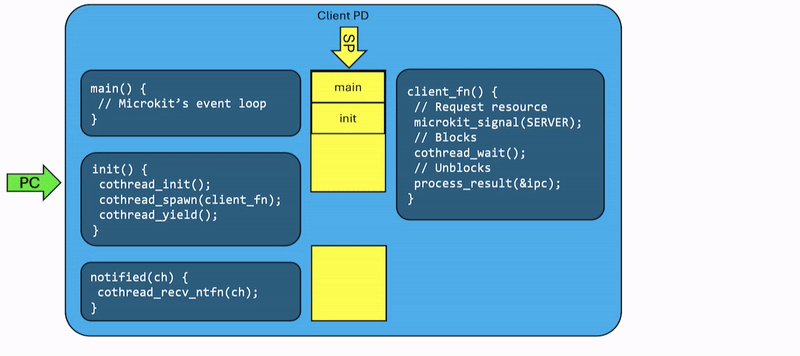 Client PD
SP
main() {
// Microkit's event loop
}
main
init
client_fn() {
// Request resource
microkit_signal(SERVER);
// Blocks
cothread_wait();
// Unblocks
process_result(&ipc);
}
PC
init() {
cothread_init();
cothread_spawn(client_fn);
cothread_yield();
}
notified(ch) {
cothread_recv_ntfn(ch);
}